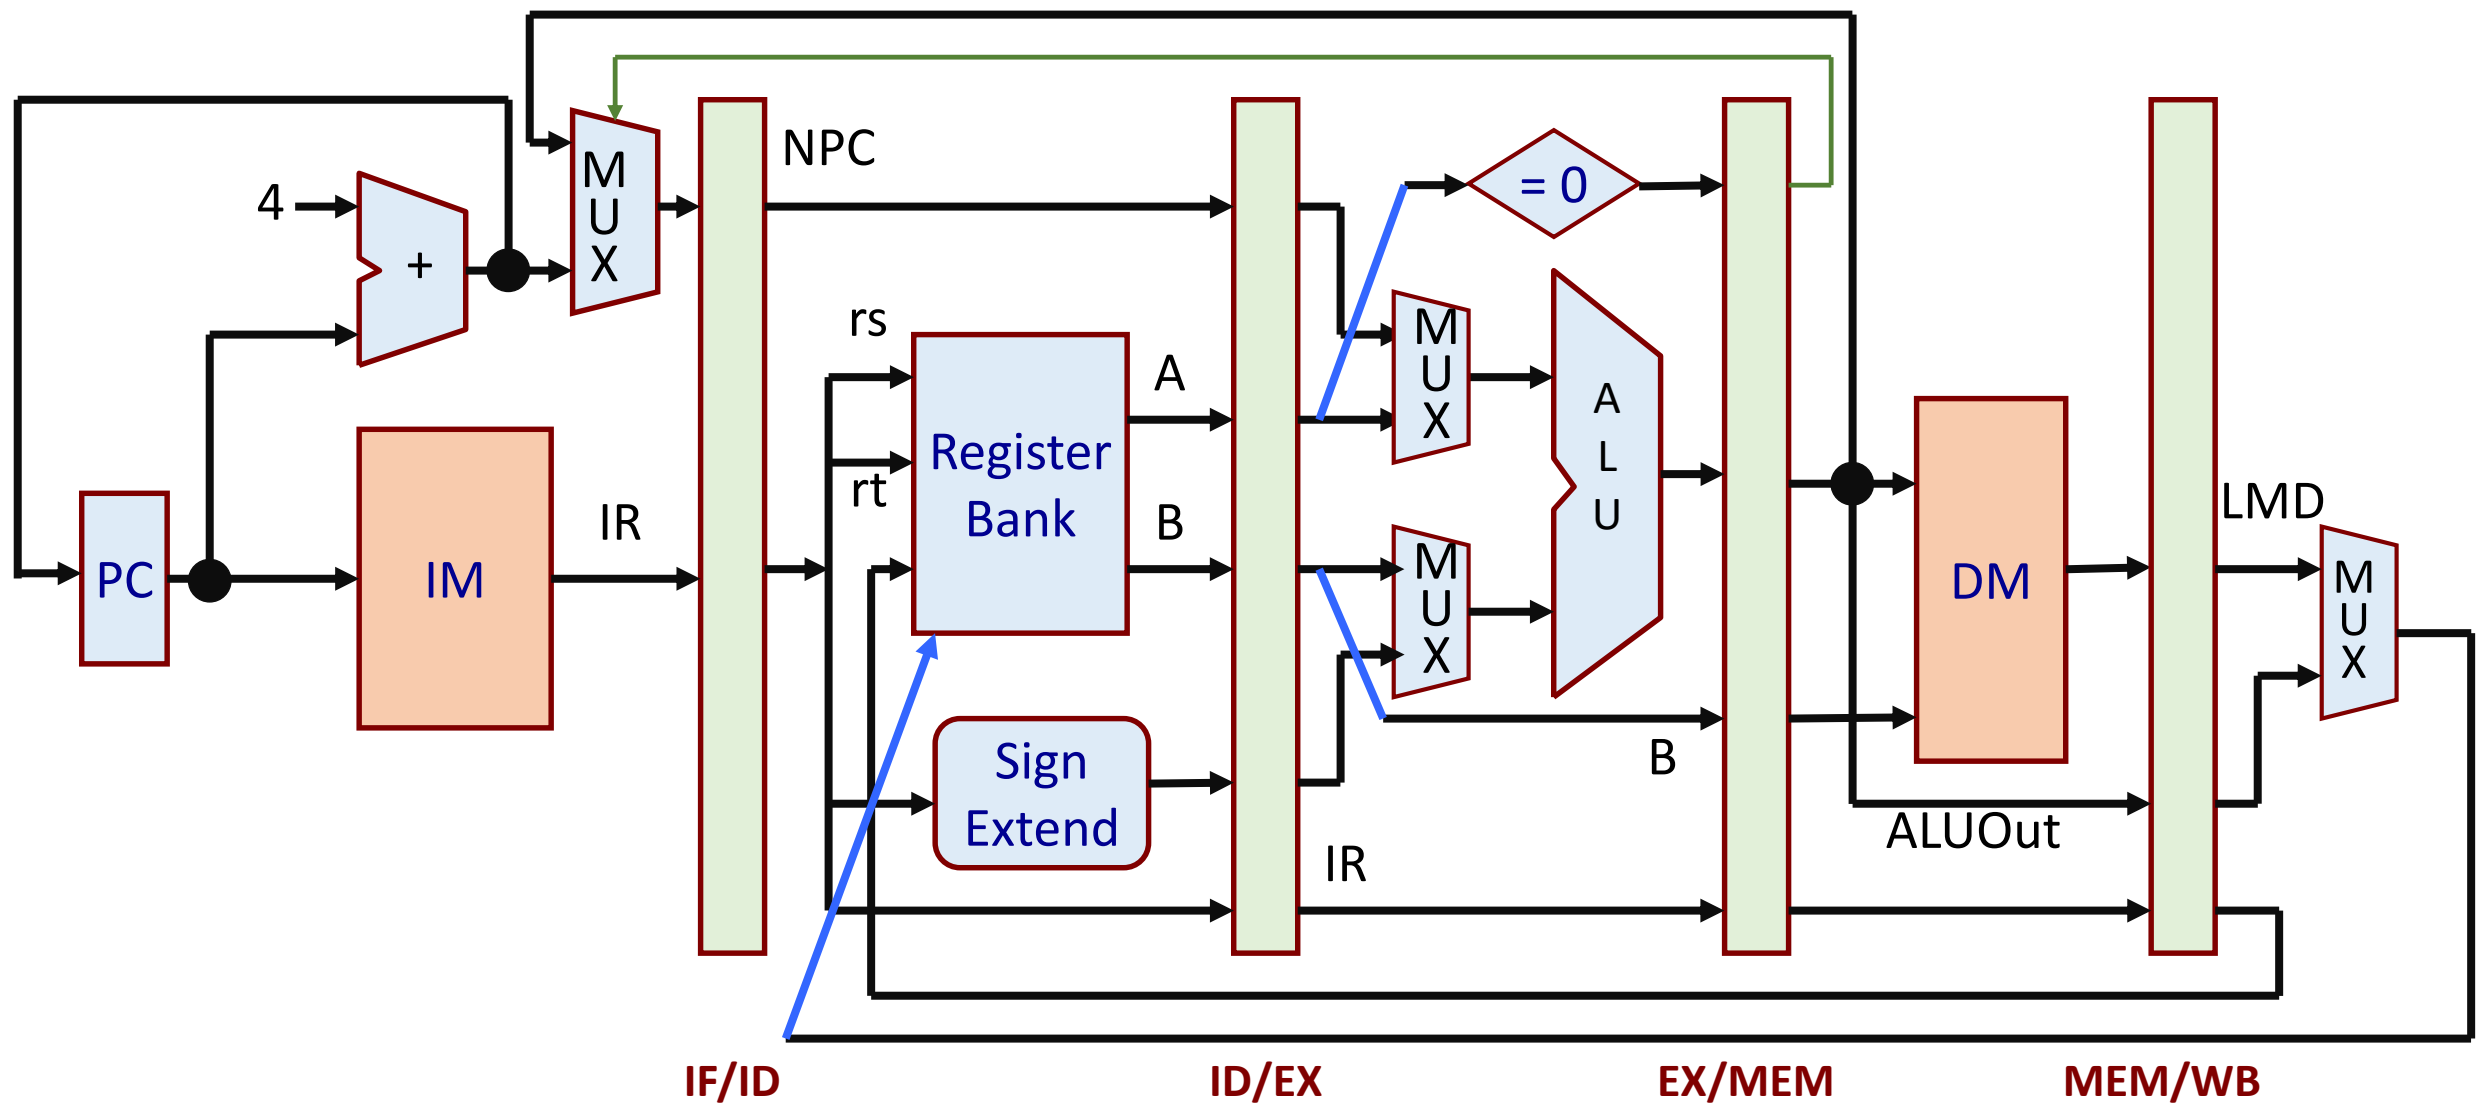 NPC
M
U
X
= 0
4
+
rs
A
M
U
X
A
L
U
Register
Bank
rt
B
IR
LMD
PC
IM
M
U
X
DM
M
U
X
Sign
Extend
B
ALUOut
IR
IF/ID
ID/EX
EX/MEM
MEM/WB